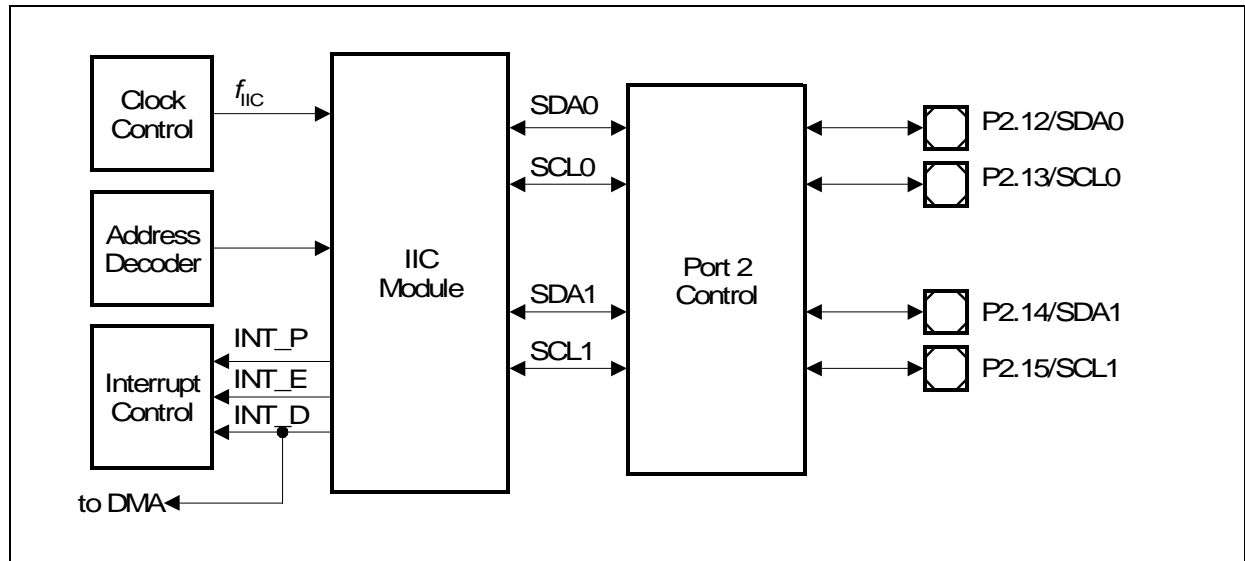 Clock
Control
fIIC
Address
Decoder
Interrupt
Control
INT_P
INT_E
INT_D
to DMA
IIC
Module
SDA0
SCL0
SDA1
SCL1
Port 2
Control
P2.12/SDA0
P2.13/SCL0
P2.14/SDA1
P2.15/SCL1